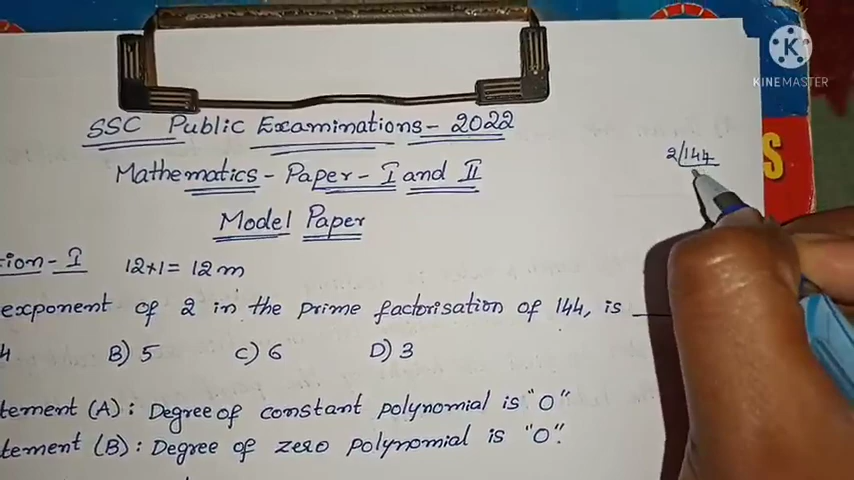 KINEMASTER
SSC Public Examinations - 2022
Mathematics - Paper - I and II
Model Paper
2/144
tion - I 12×1= 12m
exponent of 2 in the prime factorisation of 144, is
4 B) 5 C) 6 D) 3
tement (A): Degree of constant polynomial is "0"
tement (B): Degree of zero polynomial is "0".